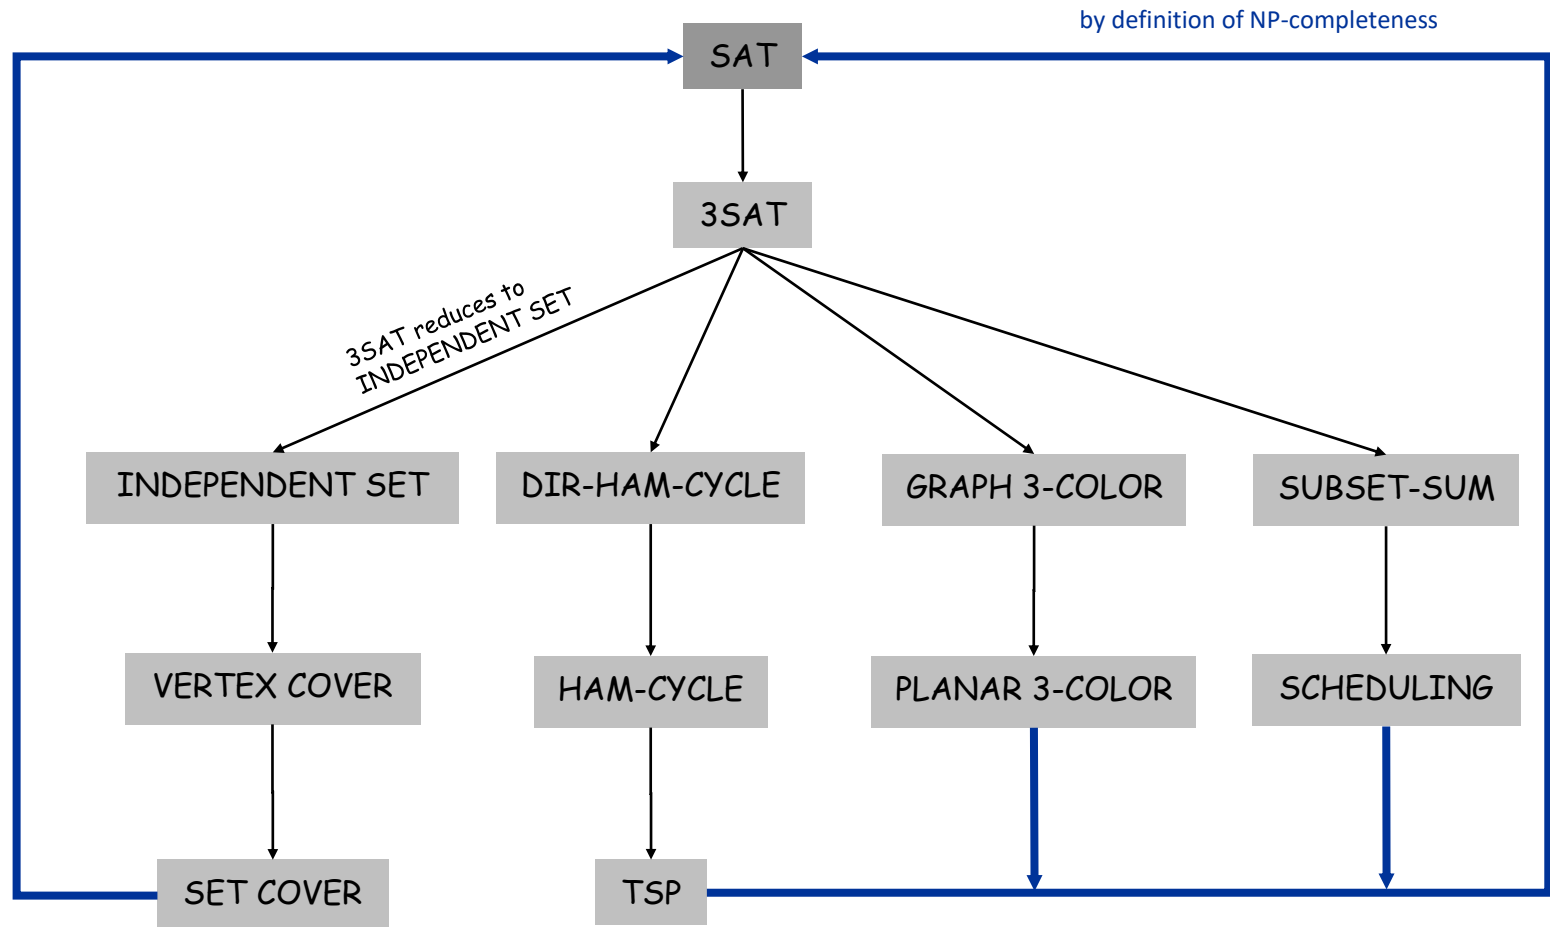 by definition of NP-completeness
SAT
3SAT
3SAT reduces to
INDEPENDENT SET
INDEPENDENT SET
DIR-HAM-CYCLE
GRAPH 3-COLOR
SUBSET-SUM
VERTEX COVER
HAM-CYCLE
PLANAR 3-COLOR
SCHEDULING
SET COVER
TSP